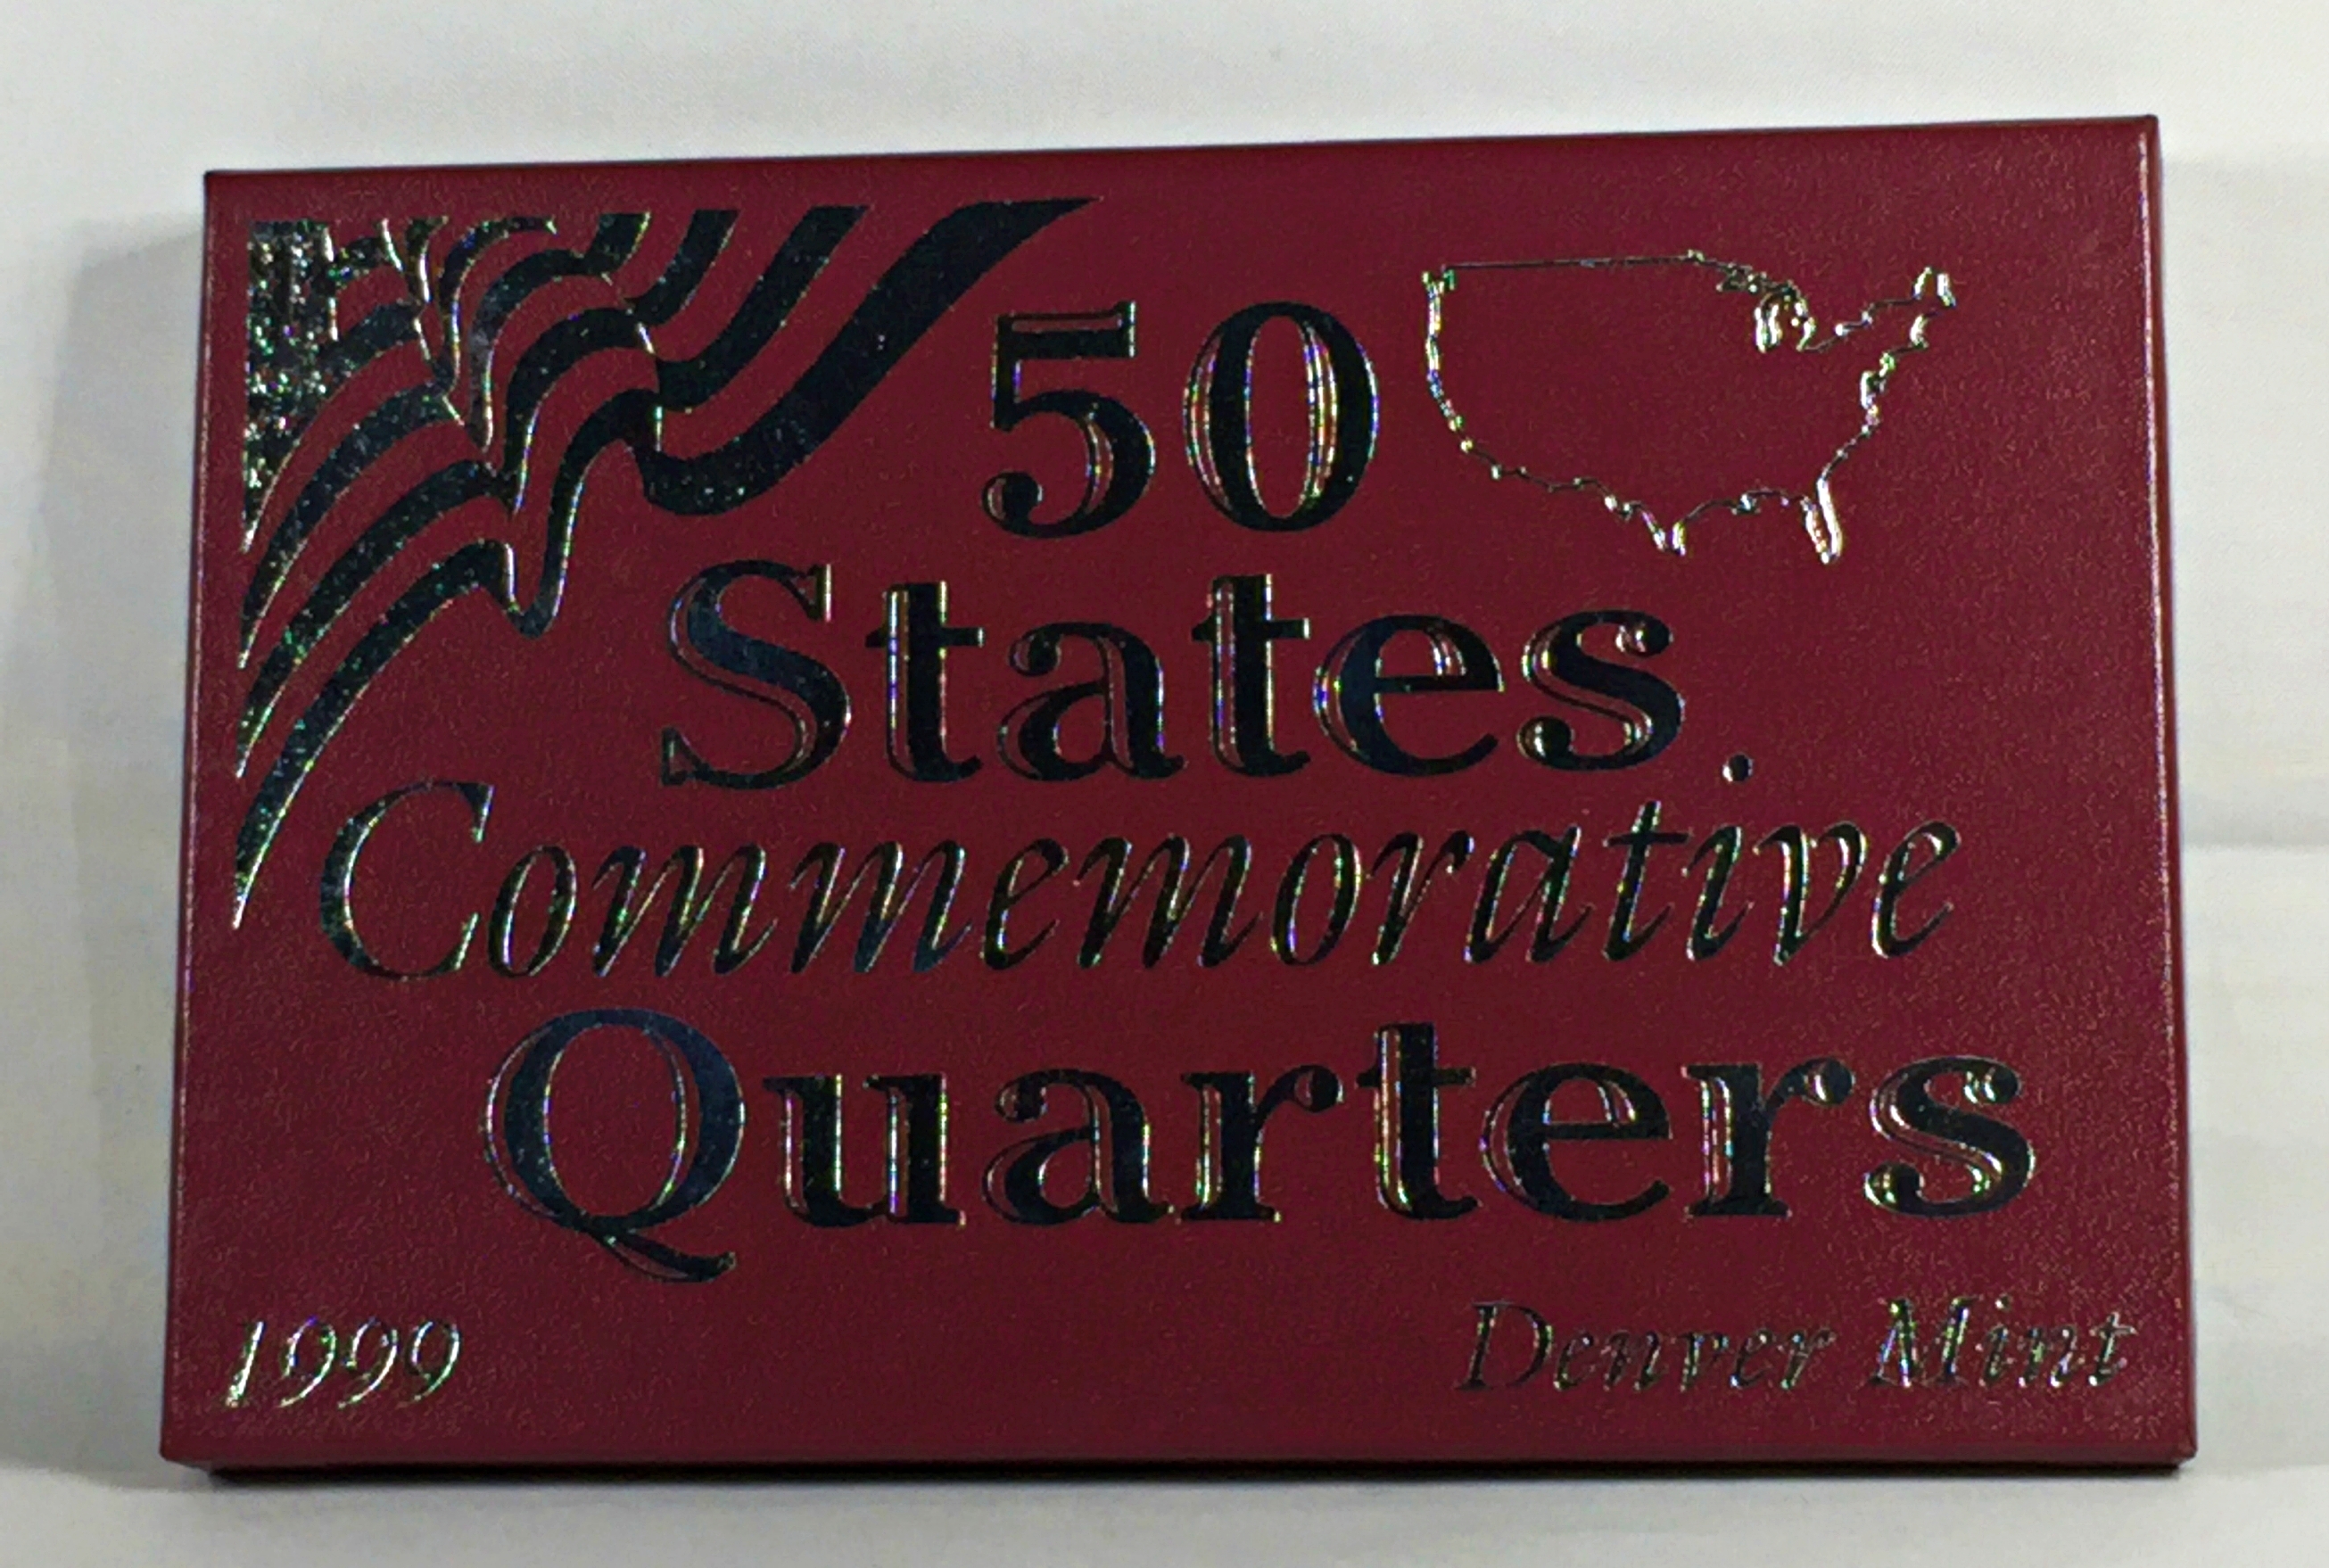 50
States
Commemorative
Quarters
1999
Denver Mint